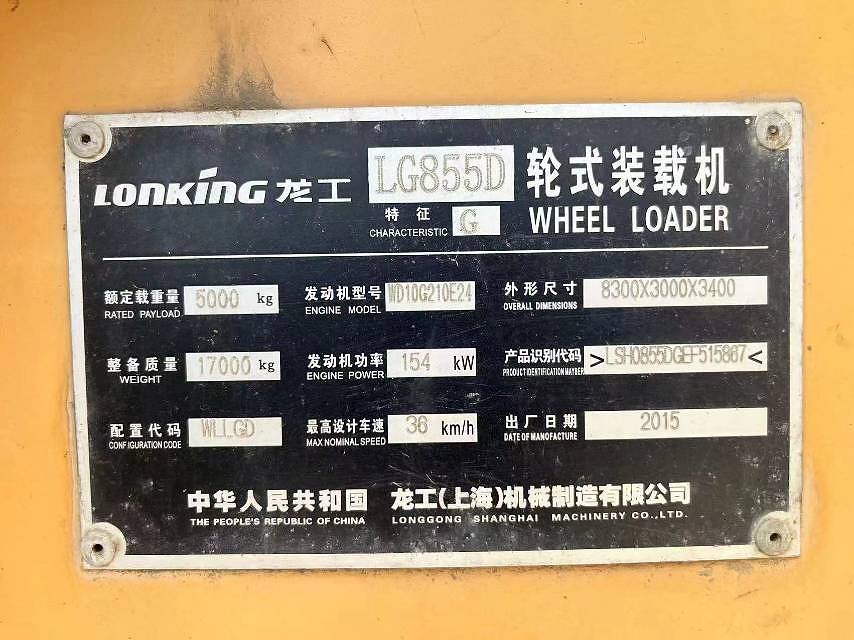 LONKING 龙工 LG855D 轮式装载机
特征 G WHEEL LOADER
CHARACTERISTIC
额定载重量 5000 kg 发动机型号 WD10G210E24 外形尺寸 8300X3000X3400
RATED PAYLOAD ENGINE MODEL OVERALL DIMENSIONS
整备质量 17000 kg 发动机功率 154 kW 产品识别代码
WEIGHT ENGINE POWER PRODUCT IDENTIFICATION MAYBER
配置代码 WLLGD 最高设计车速 36 km/h 出厂日期 2015
CONFIGURATION CODE MAX NOMINAL SPEED DATE OF MANOFACTURE
中华人民共和国 龙工(上海)机械制造有限公司
THE PEOPLE'S REPUBLIC OF CHINA LONGGONG SHANGHAI MACHINERY CO.,LTD.